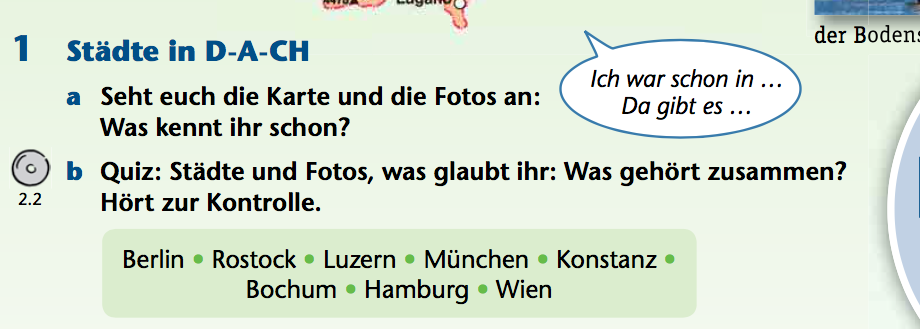 Lugano
der Bodens
1 Städte in D-A-CH
Ich war schon in ...
Da gibt es ...
a Seht euch die Karte und die Fotos an:
Was kennt ihr schon?
b Quiz: Städte und Fotos, was glaubt ihr: Was gehört zusammen?
2.2 Hört zur Kontrolle.
Berlin • Rostock • Luzern • München • Konstanz •
Bochum • Hamburg • Wien